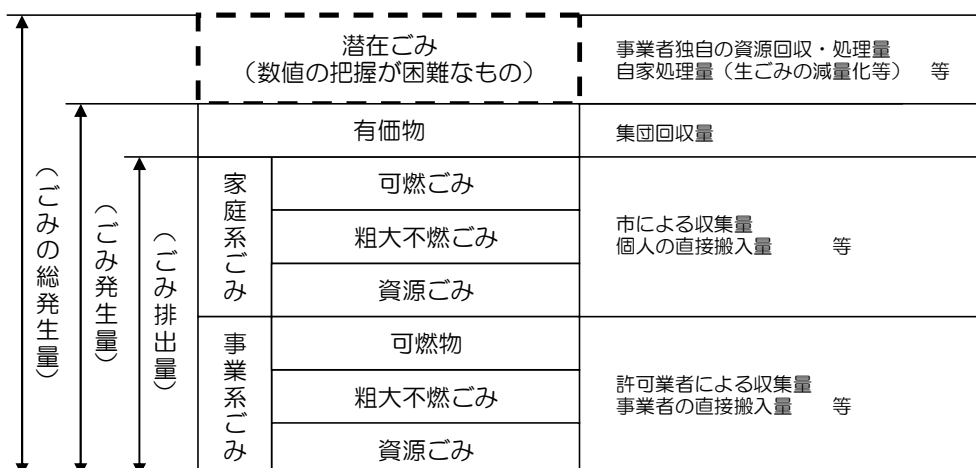 潜在ごみ
（数値の把握が困難なもの）
事業者独自の資源回収・処理量
自家処理量（生ごみの減量化等）　等
有価物
集団回収量
（ごみの総発生量）
（ごみ発生量）
（ごみ排出量）
家庭系ごみ
可燃ごみ
粗大不燃ごみ
資源ごみ
市による収集量
個人の直接搬入量　等
事業系ごみ
可燃物
粗大不燃ごみ
資源ごみ
許可業者による収集量
事業者の直接搬入量　等